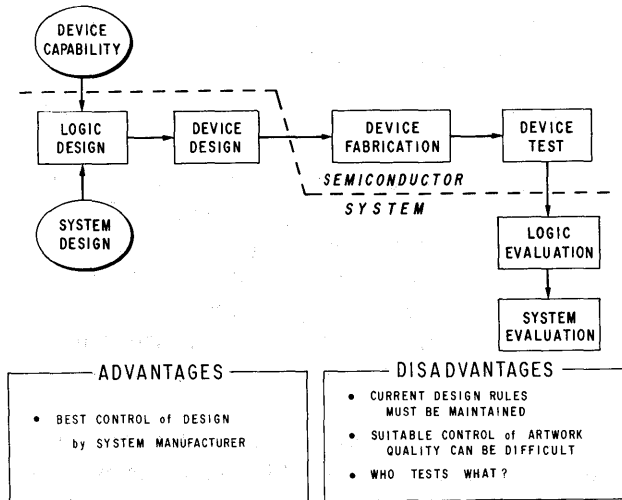 DEVICE
CAPABILITY
LOGIC
DESIGN
DEVICE
DESIGN
DEVICE
FABRICATION
DEVICE
TEST
SEMICONDUCTOR
SYSTEM
SYSTEM
DESIGN
LOGIC
EVALUATION
SYSTEM
EVALUATION
ADVANTAGES
• BEST CONTROL of DESIGN
by SYSTEM MANUFACTURER
DISADVANTAGES
• CURRENT DESIGN RULES
MUST BE MAINTAINED
• SUITABLE CONTROL of ARTWORK
QUALITY CAN BE DIFFICULT
• WHO TESTS WHAT?